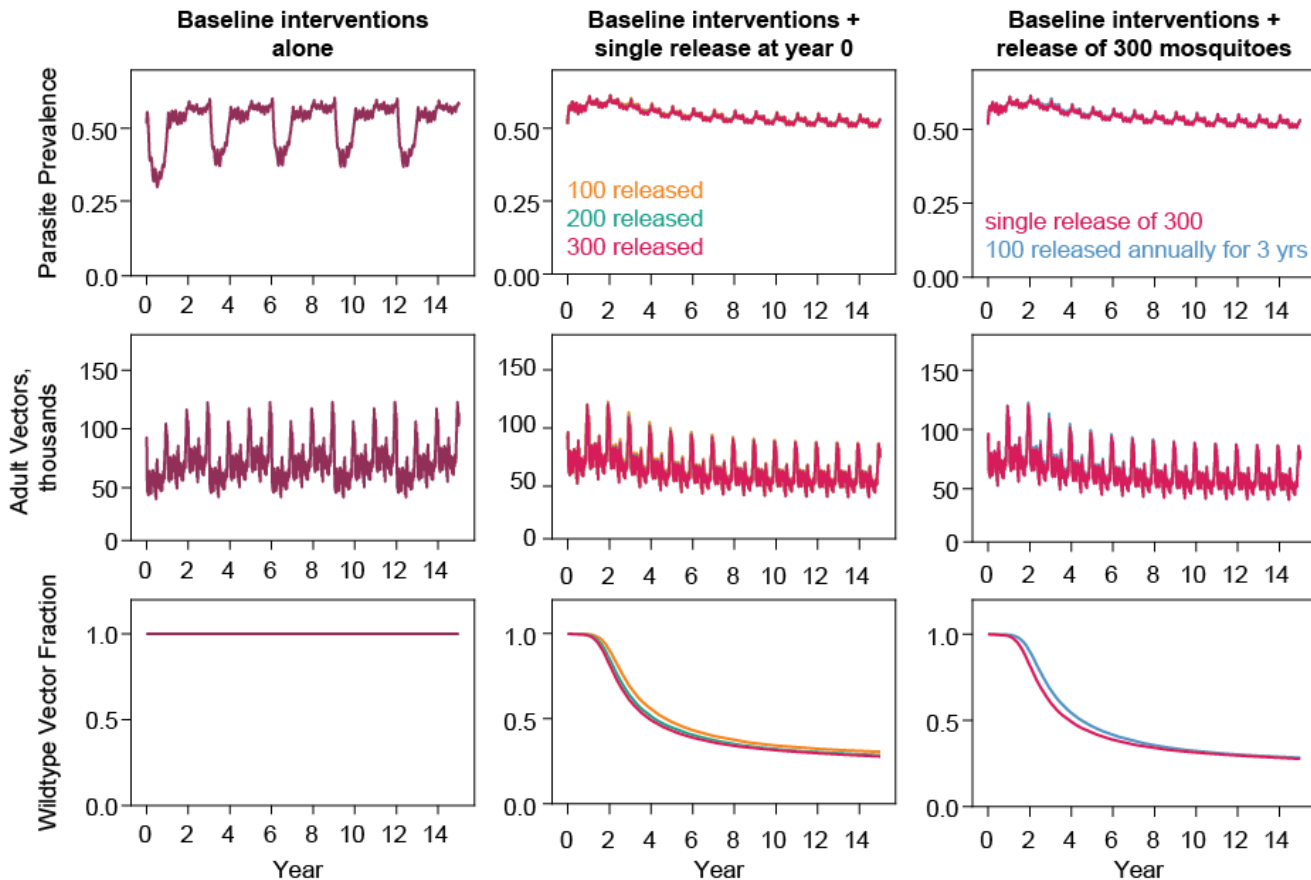 Baseline interventions
alone
Baseline interventions +
single release at year 0
Baseline interventions +
release of 300 mosquitoes
Parasite Prevalence
0.50
0.25
0.0
0 2 4 6 8 10 12 14
0.50
0.25
0.00
100 released
200 released
300 released
0 2 4 6 8 10 12 14
0.50
0.25
0.00
single release of 300
100 released annually for 3 yrs
0 2 4 6 8 10 12 14
Adult Vectors,
thousands
150
100
50
0
0 2 4 6 8 10 12 14
150
100
50
0
0 2 4 6 8 10 12 14
150
100
50
0
0 2 4 6 8 10 12 14
Wildtype Vector Fraction
1.0
0.5
0.0
0 2 4 6 8 10 12 14
Year
1.0
0.5
0.0
0 2 4 6 8 10 12 14
Year
1.0
0.5
0.0
0 2 4 6 8 10 12 14
Year